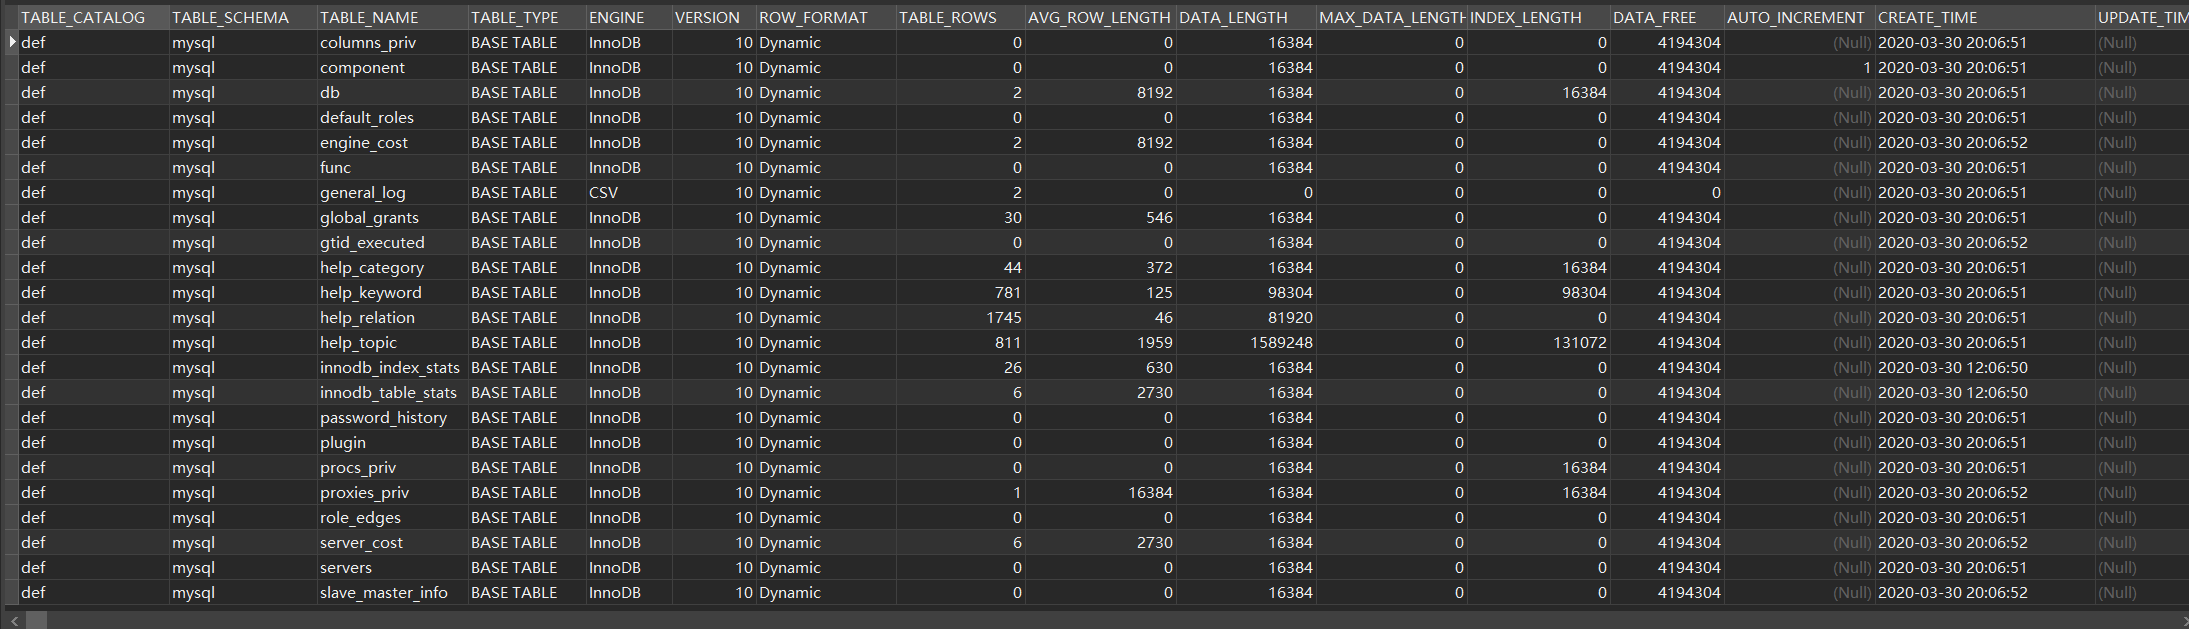 TABLE_CATALOG TABLE_SCHEMA TABLE_NAME TABLE_TYPE ENGINE VERSION ROW_FORMAT TABLE_ROWS AVG_ROW_LENGTH DATA_LENGTH MAX_DATA_LENGTH INDEX_LENGTH DATA_FREE AUTO_INCREMENT CREATE_TIME UPDATE_TIM
def mysql columns_priv BASE TABLE InnoDB 10 Dynamic 0 0 16384 0 0 4194304 (Null) 2020-03-30 20:06:51 (Null)
def mysql component BASE TABLE InnoDB 10 Dynamic 0 0 16384 0 0 4194304 1 2020-03-30 20:06:51 (Null)
def mysql db BASE TABLE InnoDB 10 Dynamic 2 8192 16384 0 16384 4194304 (Null) 2020-03-30 20:06:51 (Null)
def mysql default_roles BASE TABLE InnoDB 10 Dynamic 0 0 16384 0 0 4194304 (Null) 2020-03-30 20:06:51 (Null)
def mysql engine_cost BASE TABLE InnoDB 10 Dynamic 2 8192 16384 0 0 4194304 (Null) 2020-03-30 20:06:52 (Null)
def mysql func BASE TABLE InnoDB 10 Dynamic 0 0 16384 0 0 4194304 (Null) 2020-03-30 20:06:51 (Null)
def mysql general_log BASE TABLE CSV 10 Dynamic 2 0 0 0 0 0 (Null) 2020-03-30 20:06:51 (Null)
def mysql global_grants BASE TABLE InnoDB 10 Dynamic 30 546 16384 0 0 4194304 (Null) 2020-03-30 20:06:51 (Null)
def mysql gtid_executed BASE TABLE InnoDB 10 Dynamic 0 0 16384 0 0 4194304 (Null) 2020-03-30 20:06:52 (Null)
def mysql help_category BASE TABLE InnoDB 10 Dynamic 44 372 16384 0 16384 4194304 (Null) 2020-03-30 20:06:51 (Null)
def mysql help_keyword BASE TABLE InnoDB 10 Dynamic 781 125 98304 0 98304 4194304 (Null) 2020-03-30 20:06:51 (Null)
def mysql help_relation BASE TABLE InnoDB 10 Dynamic 1745 46 81920 0 0 4194304 (Null) 2020-03-30 20:06:51 (Null)
def mysql help_topic BASE TABLE InnoDB 10 Dynamic 811 1959 1589248 0 131072 4194304 (Null) 2020-03-30 20:06:51 (Null)
def mysql innodb_index_stats BASE TABLE InnoDB 10 Dynamic 26 630 16384 0 0 4194304 (Null) 2020-03-30 12:06:50 (Null)
def mysql innodb_table_stats BASE TABLE InnoDB 10 Dynamic 6 2730 16384 0 0 4194304 (Null) 2020-03-30 12:06:50 (Null)
def mysql password_history BASE TABLE InnoDB 10 Dynamic 0 0 16384 0 0 4194304 (Null) 2020-03-30 20:06:51 (Null)
def mysql plugin BASE TABLE InnoDB 10 Dynamic 0 0 16384 0 0 4194304 (Null) 2020-03-30 20:06:51 (Null)
def mysql procs_priv BASE TABLE InnoDB 10 Dynamic 0 0 16384 0 16384 4194304 (Null) 2020-03-30 20:06:51 (Null)
def mysql proxies_priv BASE TABLE InnoDB 10 Dynamic 1 16384 16384 0 16384 4194304 (Null) 2020-03-30 20:06:52 (Null)
def mysql role_edges BASE TABLE InnoDB 10 Dynamic 0 0 16384 0 0 4194304 (Null) 2020-03-30 20:06:51 (Null)
def mysql server_cost BASE TABLE InnoDB 10 Dynamic 6 2730 16384 0 0 4194304 (Null) 2020-03-30 20:06:52 (Null)
def mysql servers BASE TABLE InnoDB 10 Dynamic 0 0 16384 0 0 4194304 (Null) 2020-03-30 20:06:51 (Null)
def mysql slave_master_info BASE TABLE InnoDB 10 Dynamic 0 0 16384 0 0 4194304 (Null) 2020-03-30 20:06:52 (Null)